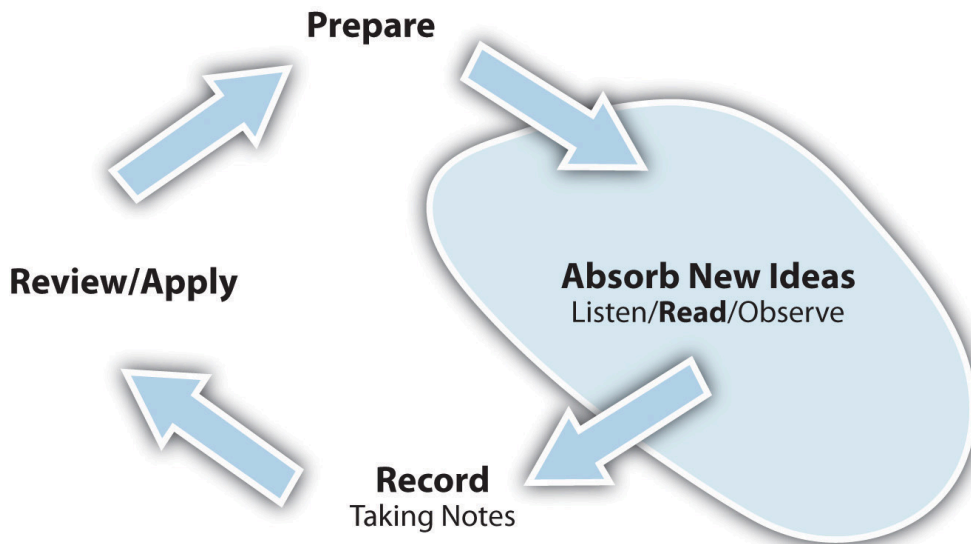 Prepare
Absorb New Ideas
Listen/Read/Observe
Record
Taking Notes
Review/Apply